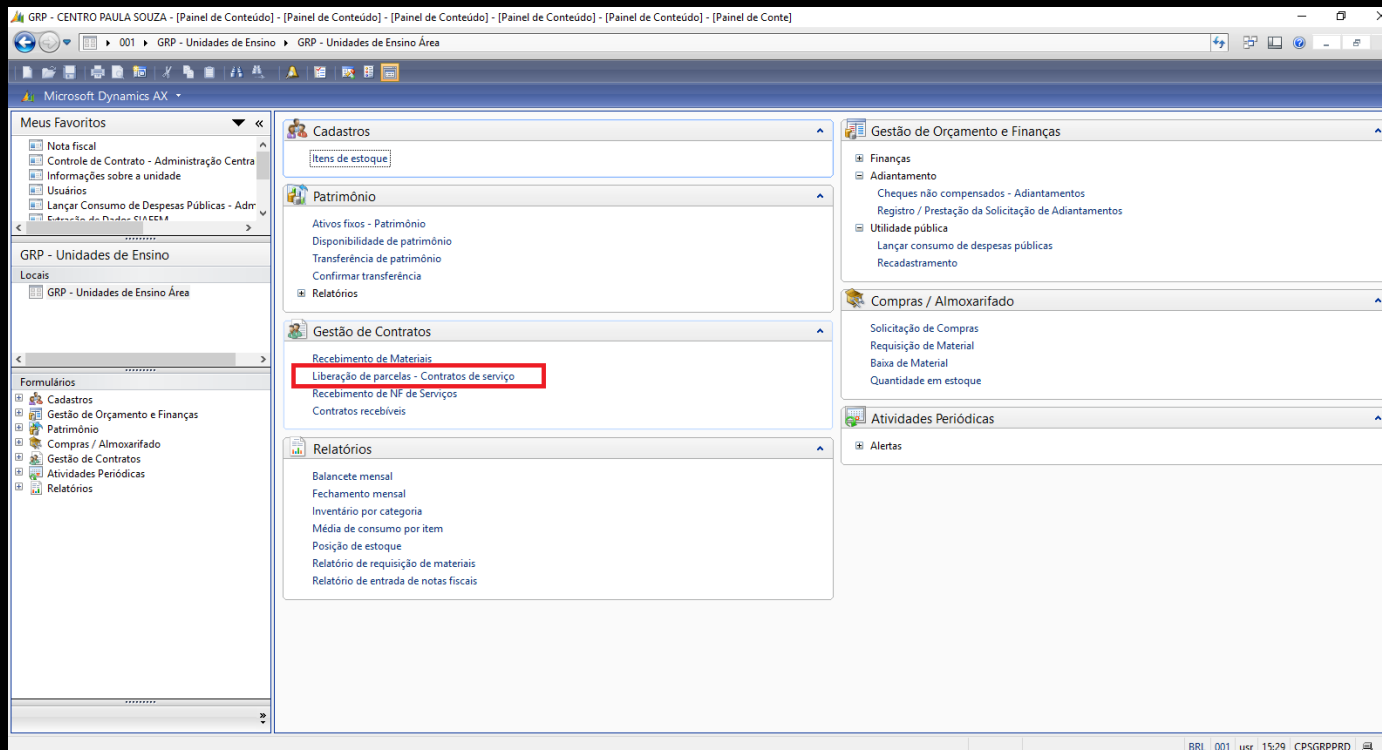 GRP - CENTRO PAULA SOUZA - [Painel de Conteúdo] - [Painel de Conteúdo] - [Painel de Conteúdo] - [Painel de Conteúdo] - [Painel de Conteúdo] - [Painel de Conte]
001 GRP - Unidades de Ensino GRP - Unidades de Ensino Área
Microsoft Dynamics AX
Meus Favoritos
Nota fiscal
Controle de Contrato - Administração Centra
Informações sobre a unidade
Usuários
Lançar Consumo de Despesas Públicas - Adm
Extração de Dados SIAFEM
GRP - Unidades de Ensino
Locais
GRP - Unidades de Ensino Área
Formulários
Cadastros
Gestão de Orçamento e Finanças
Patrimônio
Compras / Almoxarifado
Gestão de Contratos
Atividades Periódicas
Relatórios
Cadastros
Itens de estoque
Patrimônio
Ativos fixos - Patrimônio
Disponibilidade de patrimônio
Transferência de patrimônio
Confirmar transferência
Relatórios
Gestão de Contratos
Recebimento de Materiais
Liberação de parcelas - Contratos de serviço
Recebimento de NF de Serviços
Contratos recebíveis
Relatórios
Balancete mensal
Fechamento mensal
Inventário por categoria
Média de consumo por item
Posição de estoque
Relatório de requisição de materiais
Relatório de entrada de notas fiscais
Gestão de Orçamento e Finanças
Finanças
Adiantamento
Cheques não compensados - Adiantamentos
Registro / Prestação da Solicitação de Adiantamentos
Utilidade pública
Lançar consumo de despesas públicas
Recadastramento
Compras / Almoxarifado
Solicitação de Compras
Requisição de Material
Baixa de Material
Quantidade em estoque
Atividades Periódicas
Alertas
BRL 001 usr 15:29 CPSGRPPRD